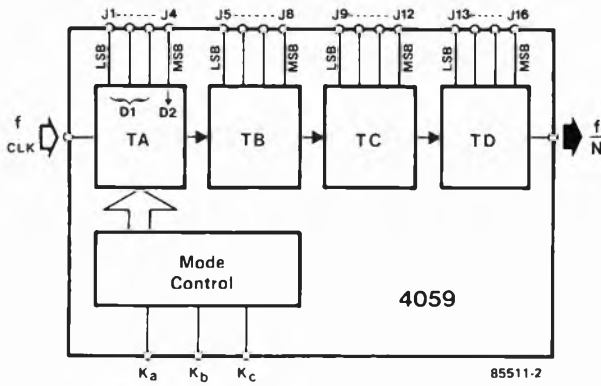 J1 J4 J5 J8 J9 J12 J13 J16
LSB MSB LSB MSB LSB MSB LSB MSB
D1 D2
f
CLK
TA TB TC TD
f
N
Mode
Control
4059
Ka Kb Kc
85511-2